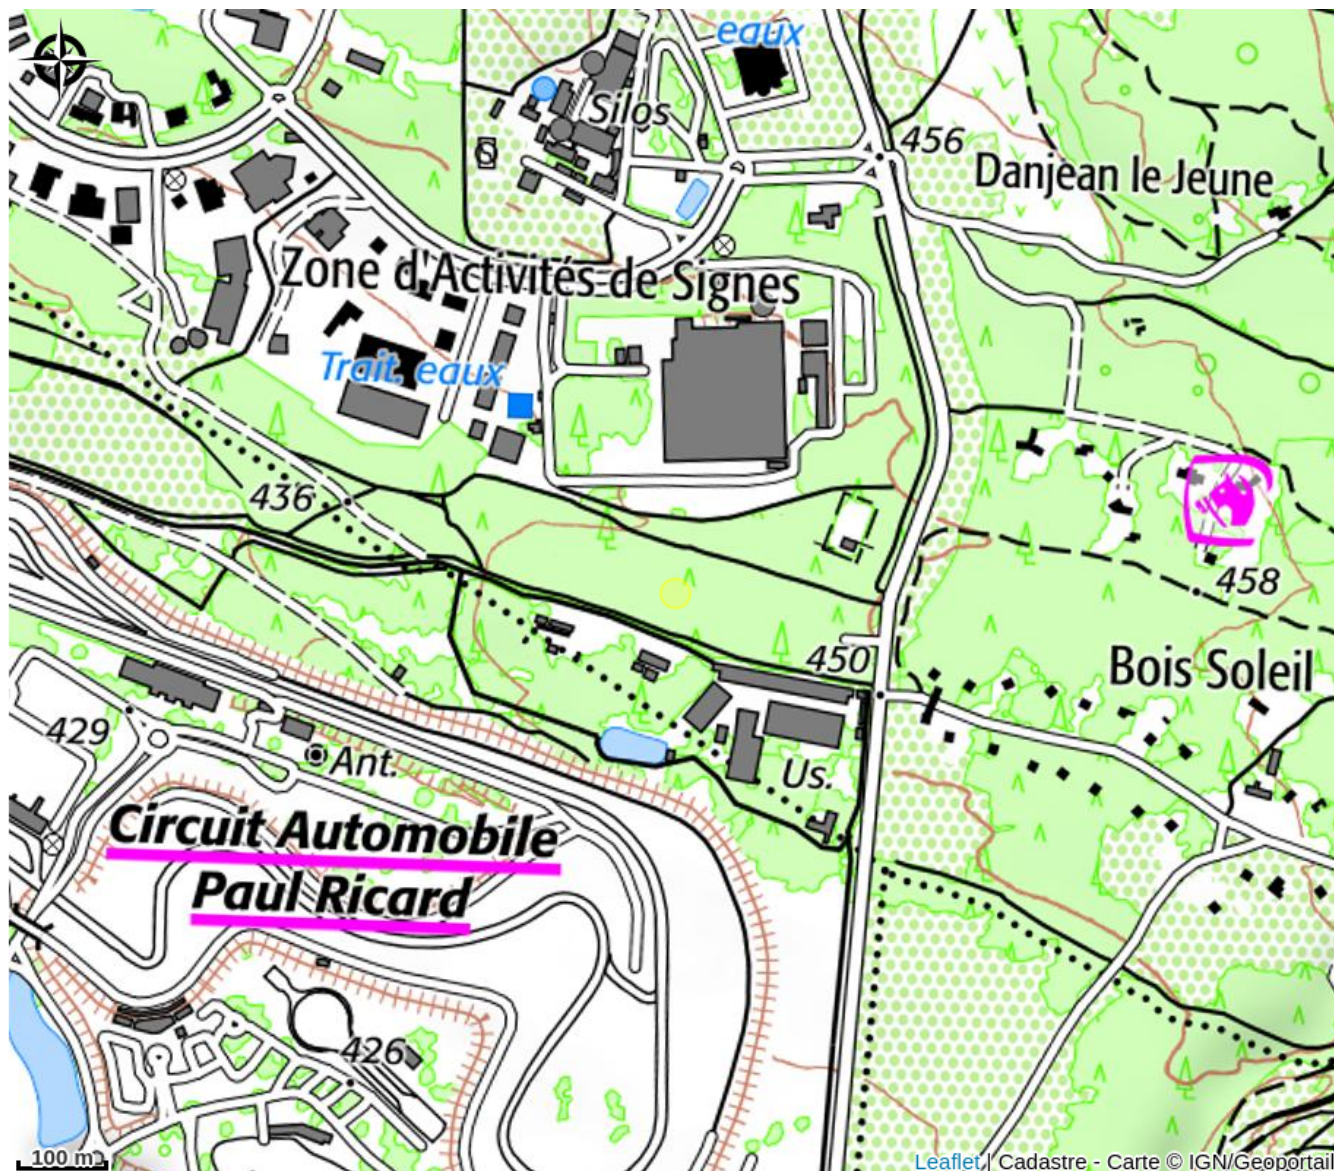 eaux
Silos
456
Danjean le Jeune
Zone d'Activités de Signes
Trait. eaux
436
458
450
Bois Soleil
429
Ant.
Us.
Circuit Automobile
Paul Ricard
426
100 m
Leaflet | Cadastre - Carte © IGN/Geoportail